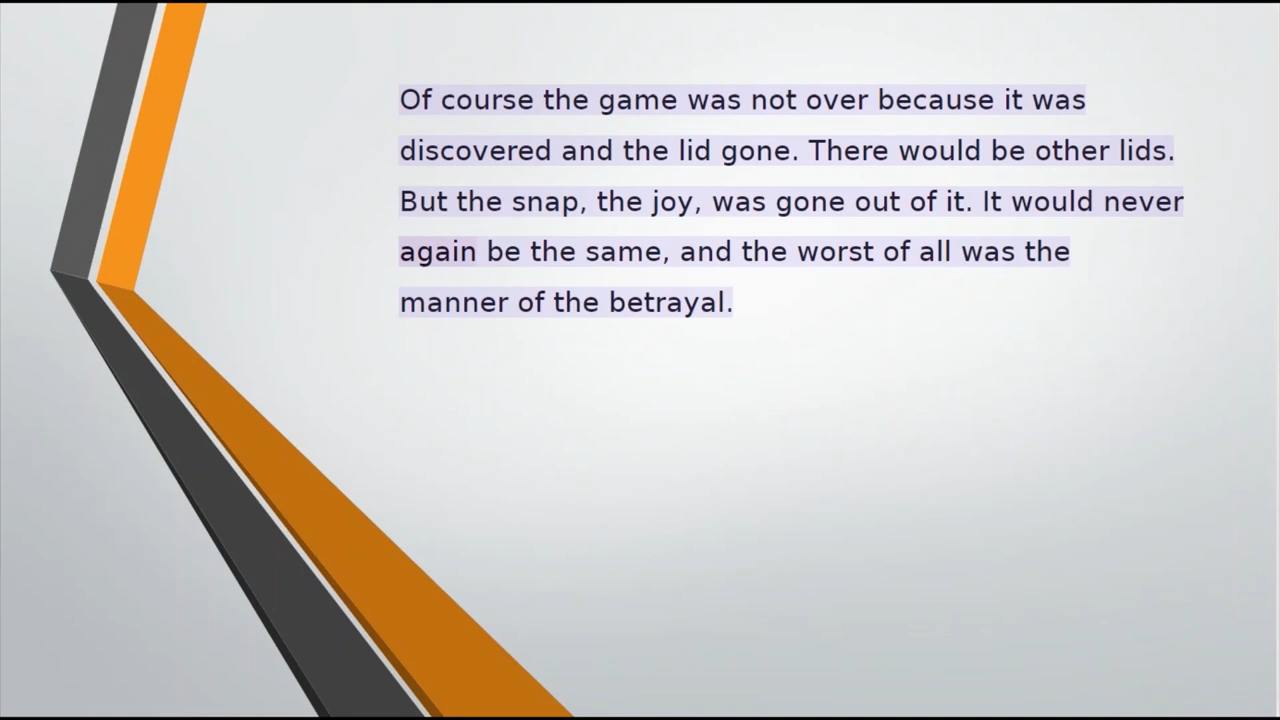 Of course the game was not over because it was
discovered and the lid gone. There would be other lids.
But the snap, the joy, was gone out of it. It would never
again be the same, and the worst of all was the
manner of the betrayal.